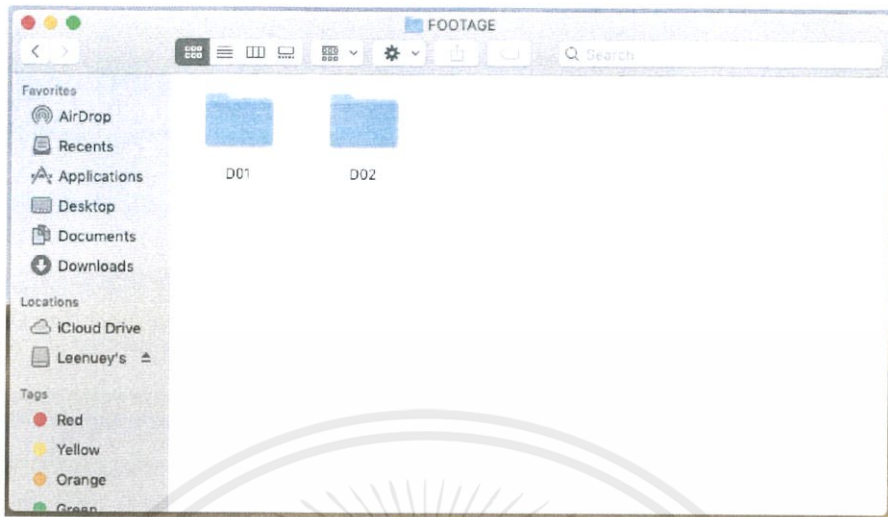 FOOTAGE
Search
Favorites
AirDrop
Recents
Applications
Desktop
Documents
Downloads
Locations
iCloud Drive
Leenuey's
Tags
Red
Yellow
Orange
Green
D01
D02